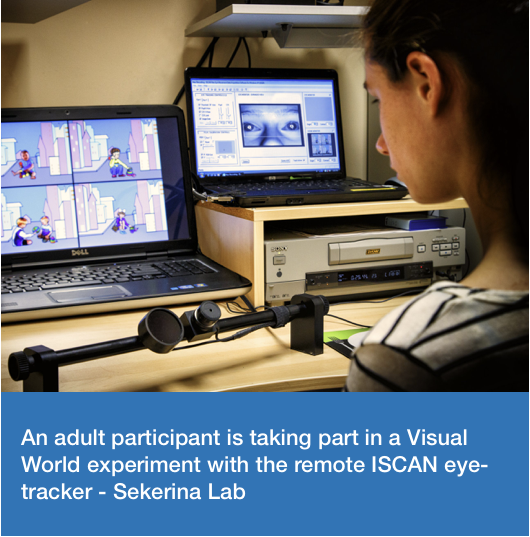 DELL
SONY
An adult participant is taking part in a Visual
World experiment with the remote ISCAN eye-
tracker - Sekerina Lab